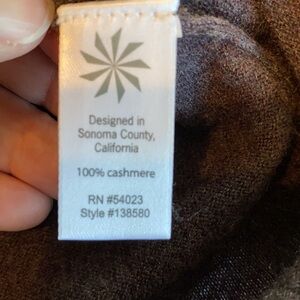 Designed in
Sonoma County,
California
100% cashmere
RN #54023
Style #138580